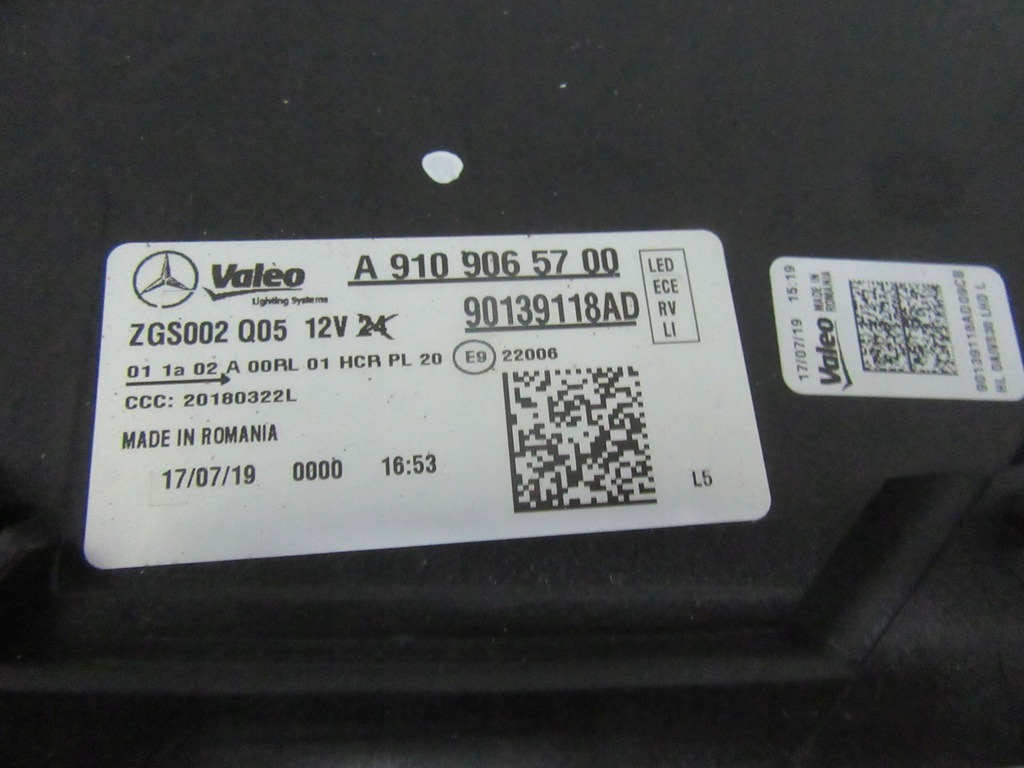 Valeo
Lighting Systems
A 910 906 57 00
90139118AD
LED
ECE
RV
LI
ZGS002 Q05 12V 24
01 1a 02 A 00RL 01 HCR PL 20 E9 22006
CCC: 20180322L
MADE IN ROMANIA
17/07/19 0000 16:53
L5
17/07/19 15:19
Valeo MADE IN
ROMANIA
90139118AD
LHD L